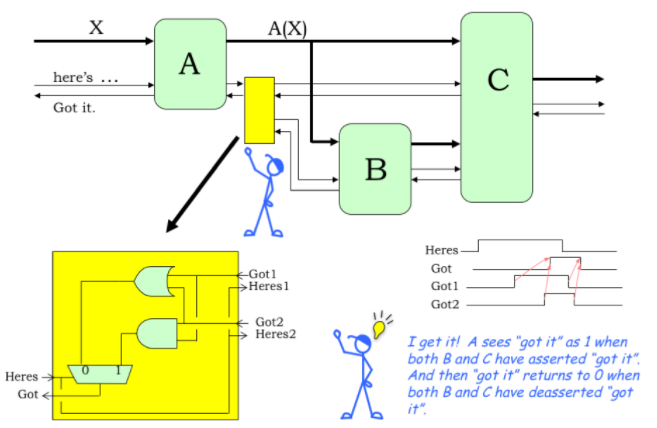 X
A(X)
A
C
here's ...
Got it.
B
Got1
Heres1
Got2
Heres2
0 1
Heres
Got
Heres
Got
Got1
Got2
I get it! A sees "got it" as 1 when
both B and C have asserted "got it".
And then "got it" returns to 0 when
both B and C have deasserted "got
it".